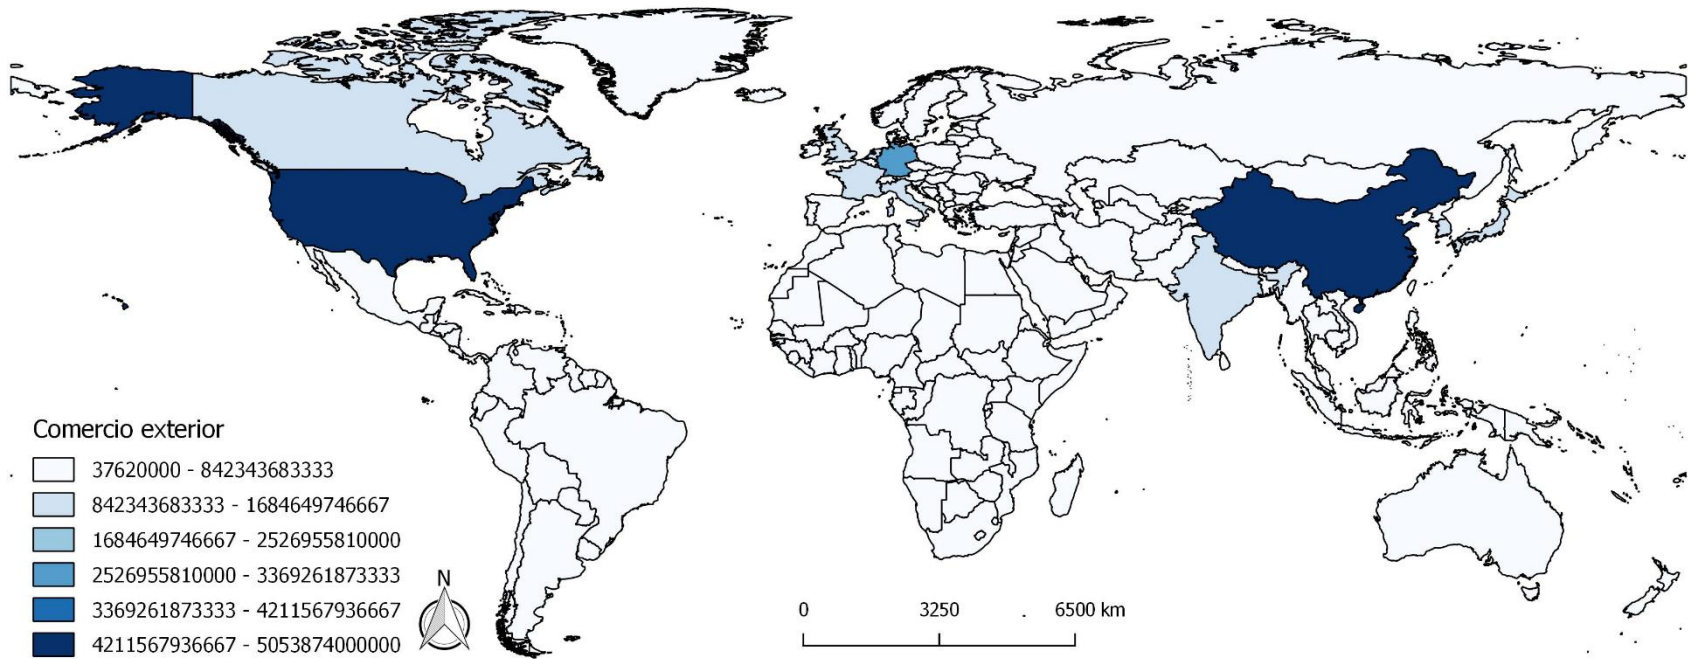 Comercio exterior
37620000 - 842343683333
842343683333 - 1684649746667
1684649746667 - 2526955810000
2526955810000 - 3369261873333
3369261873333 - 4211567936667
4211567936667 - 5053874000000
N
0 3250 6500 km